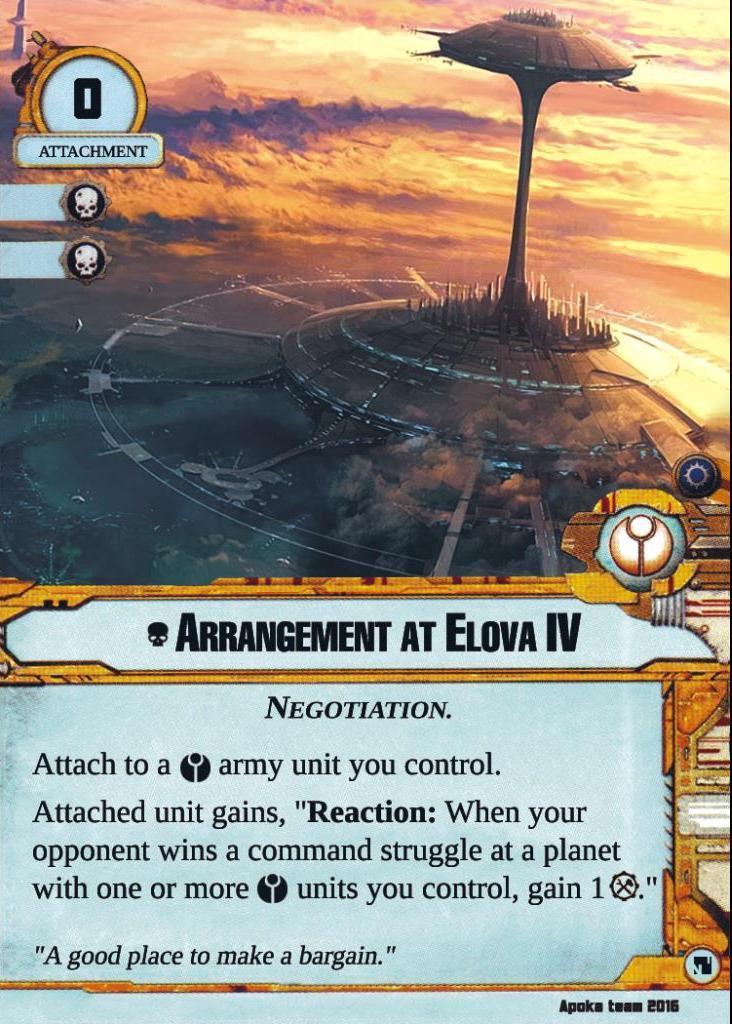 0
ATTACHMENT
ARRANGEMENT AT ELOVA IV
NEGOTIATION.
Attach to a army unit you control.
Attached unit gains, "Reaction: When your
opponent wins a command struggle at a planet
with one or more units you control, gain 1 ."
"A good place to make a bargain."
Apoka team 2016